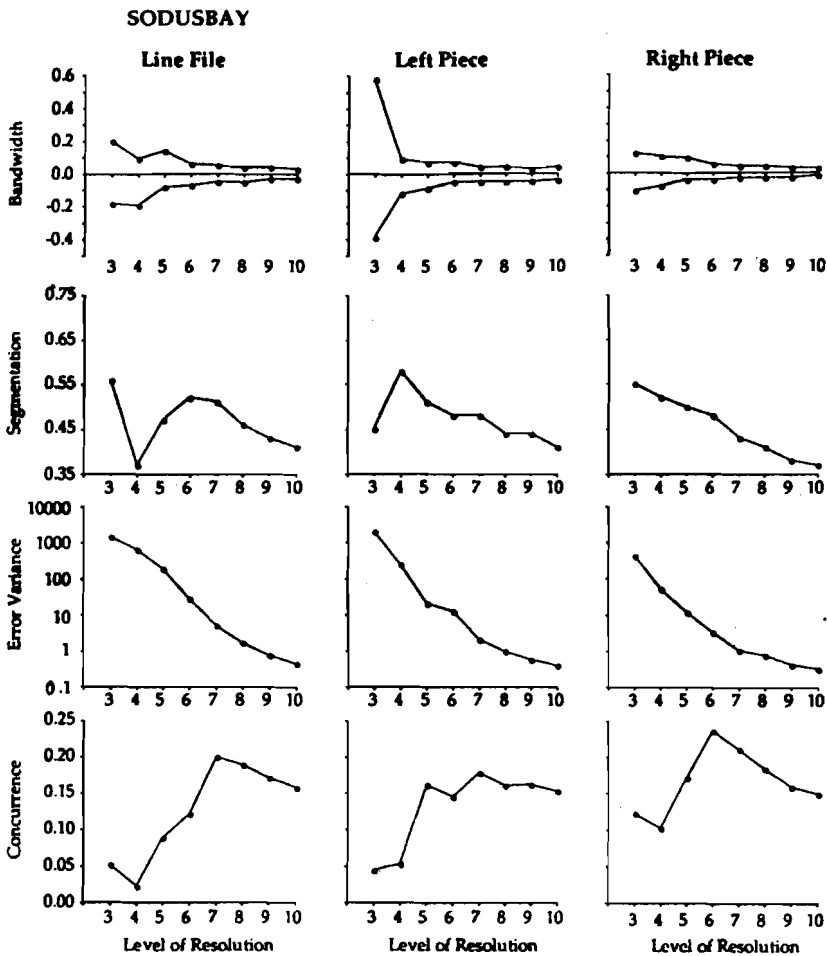 SODUSBAY
Line File Left Piece Right Piece
Bandwidth
0.6
0.4
0.2
0.0
-0.2
-0.4
3 4 5 6 7 8 9 10 3 4 5 6 7 8 9 10 3 4 5 6 7 8 9 10
Segmentation
0.75
0.65
0.55
0.45
0.35
3 4 5 6 7 8 9 10 3 4 5 6 7 8 9 10 3 4 5 6 7 8 9 10
Error Variance
10000
1000
100
10
1
0.1
3 4 5 6 7 8 9 10 3 4 5 6 7 8 9 10 3 4 5 6 7 8 9 10
Concurrence
0.25
0.20
0.15
0.10
0.05
0.00
3 4 5 6 7 8 9 10 3 4 5 6 7 8 9 10 3 4 5 6 7 8 9 10
Level of Resolution Level of Resolution Level of Resolution